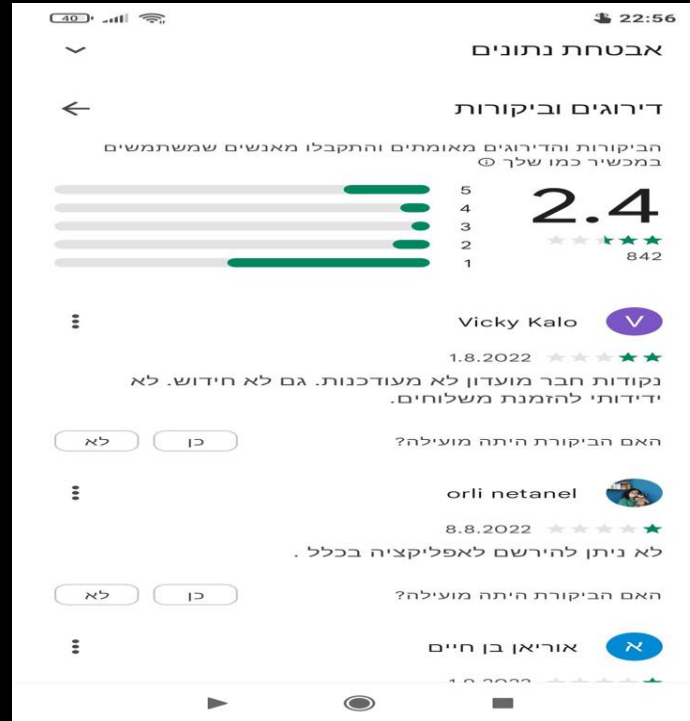 40 22:56
אבטחת נתונים
דירוגים וביקורות
הביקורות והדירוגים מאומתים והתקבלו מאנשים שמשתמשים
במכשיר כמו שלך
2.4
842
5
4
3
2
1
Vicky Kalo
1.8.2022
נקודות חבר מועדון לא מעודכנות. גם לא חידוש. לא
ידידותי להזמנת משלוחים.
האם הביקורת היתה מועילה? כן לא
orli netanel
8.8.2022
לא ניתן להירשם לאפליקציה בכלל .
האם הביקורת היתה מועילה? כן לא
אוריאן בן חיים